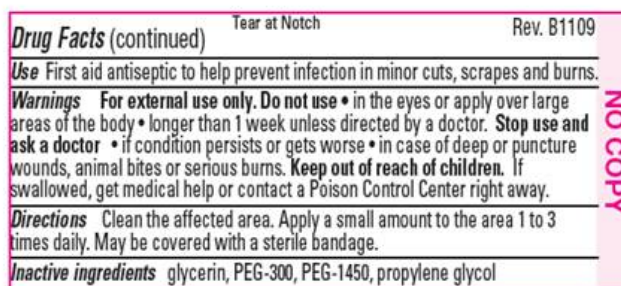 Tear at Notch
Rev. B1109
Drug Facts (continued)
Use First aid antiseptic to help prevent infection in minor cuts, scrapes and burns.
Warnings For external use only. Do not use • in the eyes or apply over large
areas of the body • longer than 1 week unless directed by a doctor. Stop use and
ask a doctor • if condition persists or gets worse • in case of deep or puncture
wounds, animal bites or serious burns. Keep out of reach of children. If
swallowed, get medical help or contact a Poison Control Center right away.
Directions Clean the affected area. Apply a small amount to the area 1 to 3
times daily. May be covered with a sterile bandage.
Inactive ingredients glycerin, PEG-300, PEG-1450, propylene glycol
NO COPY